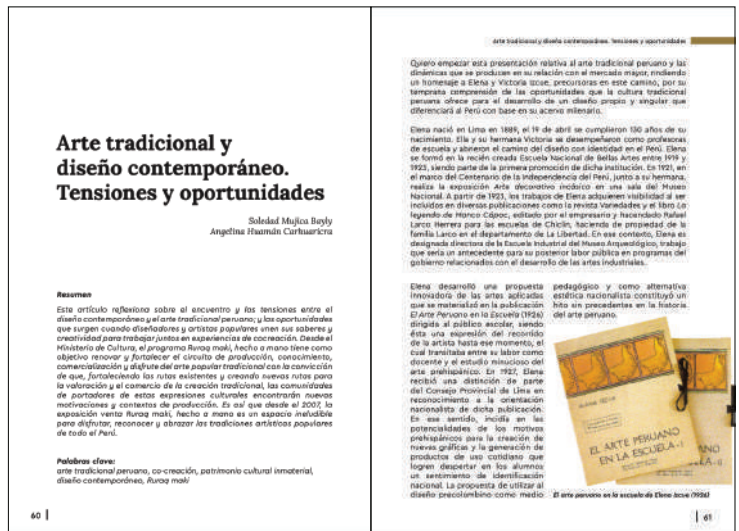 Arte tradicional y
diseño contemporáneo.
Tensiones y oportunidades
Soledad Mujica Bayly
Angelina Huamán Carhuaricra
Resumen
Este artículo reflexiona sobre el encuentro y las tensiones entre el
diseño contemporáneo y el arte tradicional peruano; y las oportunidades
que surgen cuando diseñadores y artistas populares unen sus saberes y
creatividad para trabajar juntos en experiencias de cocreación. Desde el
Ministerio de Cultura, el programa Ruraq maki, hecho a mano tiene como
objetivo renovar y fortalecer el circuito de producción, conocimiento,
comercialización y disfrute del arte popular tradicional con la convicción
de que, fortaleciendo las rutas existentes y creando nuevas rutas para
la valoración y el comercio de la creación tradicional, las comunidades
de portadores de estas expresiones culturales encontrarán nuevas
motivaciones y contextos de producción. Es así que desde el 2007, la
exposición venta Ruraq maki, hecho a mano es un espacio ineludible
para disfrutar, reconocer y abrazar las tradiciones artísticas populares
de todo el Perú.
Palabras clave:
arte tradicional peruano, co-creación, patrimonio cultural inmaterial,
diseño contemporáneo, Ruraq maki
60
Arte tradicional y diseño contemporáneo. Tensiones y oportunidades
Quiero empezar esta presentación relativa al arte tradicional peruano y las
dinámicas que se producen en su relación con el mercado mayor, rindiendo
un homenaje a Elena y Victoria Izcue, precursoras en este camino, por su
temprana comprensión de las oportunidades que la cultura tradicional
peruana ofrece para el desarrollo de un diseño propio y singular que
diferenciará al Perú con base en su acervo milenario.
Elena nació en Lima en 1889, el 19 de abril se cumplieron 130 años de su
nacimiento. Ella y su hermana Victoria se desempeñaron como profesoras
de escuela y abrieron el camino del diseño con identidad en el Perú. Elena
se formó en la recién creada Escuela Nacional de Bellas Artes entre 1919 y
1923, siendo parte de la primera promoción de dicha institución. En 1921, en
el marco del Centenario de la Independencia del Perú, junto a su hermana,
realiza la exposición Arte decorativo incaico en una sala del Museo
Nacional. A partir de 1923, los trabajos de Elena adquieren visibilidad al ser
incluidos en diversas publicaciones como la revista Variedades y el libro La
leyenda de Manco Cápac, editado por el empresario y hacendado Rafael
Larco Herrera para las escuelas de Chiclín, hacienda de propiedad de la
familia Larco en el departamento de La Libertad. En ese contexto, Elena es
designada directora de la Escuela Industrial del Museo Arqueológico, trabajo
que sería un antecedente para su posterior labor pública en programas del
gobierno relacionados con el desarrollo de las artes industriales.
Elena desarrolló una propuesta
innovadora de las artes aplicadas
que se materializó en la publicación
El Arte Peruano en la Escuela (1926)
dirigida al público escolar, siendo
ésta una expresión del recorrido
de la artista hasta ese momento, el
cual transitaba entre su labor como
docente y el estudio minucioso del
arte prehispánico. En 1927, Elena
recibió una distinción de parte
del Consejo Provincial de Lima en
reconocimiento a la orientación
nacionalista de dicha publicación.
En ese sentido, incidía en las
potencialidades de los motivos
prehispánicos para la creación de
nuevas gráficas y la generación de
productos de uso cotidiano que
logren despertar en los alumnos
un sentimiento de identificación
nacional. La propuesta de utilizar al
diseño precolombino como medio
pedagógico y como alternativa
estética nacionalista constituyó un
hito sin precedentes en la historia
del arte peruano.
EL ARTE PERUANO
EN LA ESCUELA-I
El arte peruano en la escuela de Elena Izcue (1926)
61